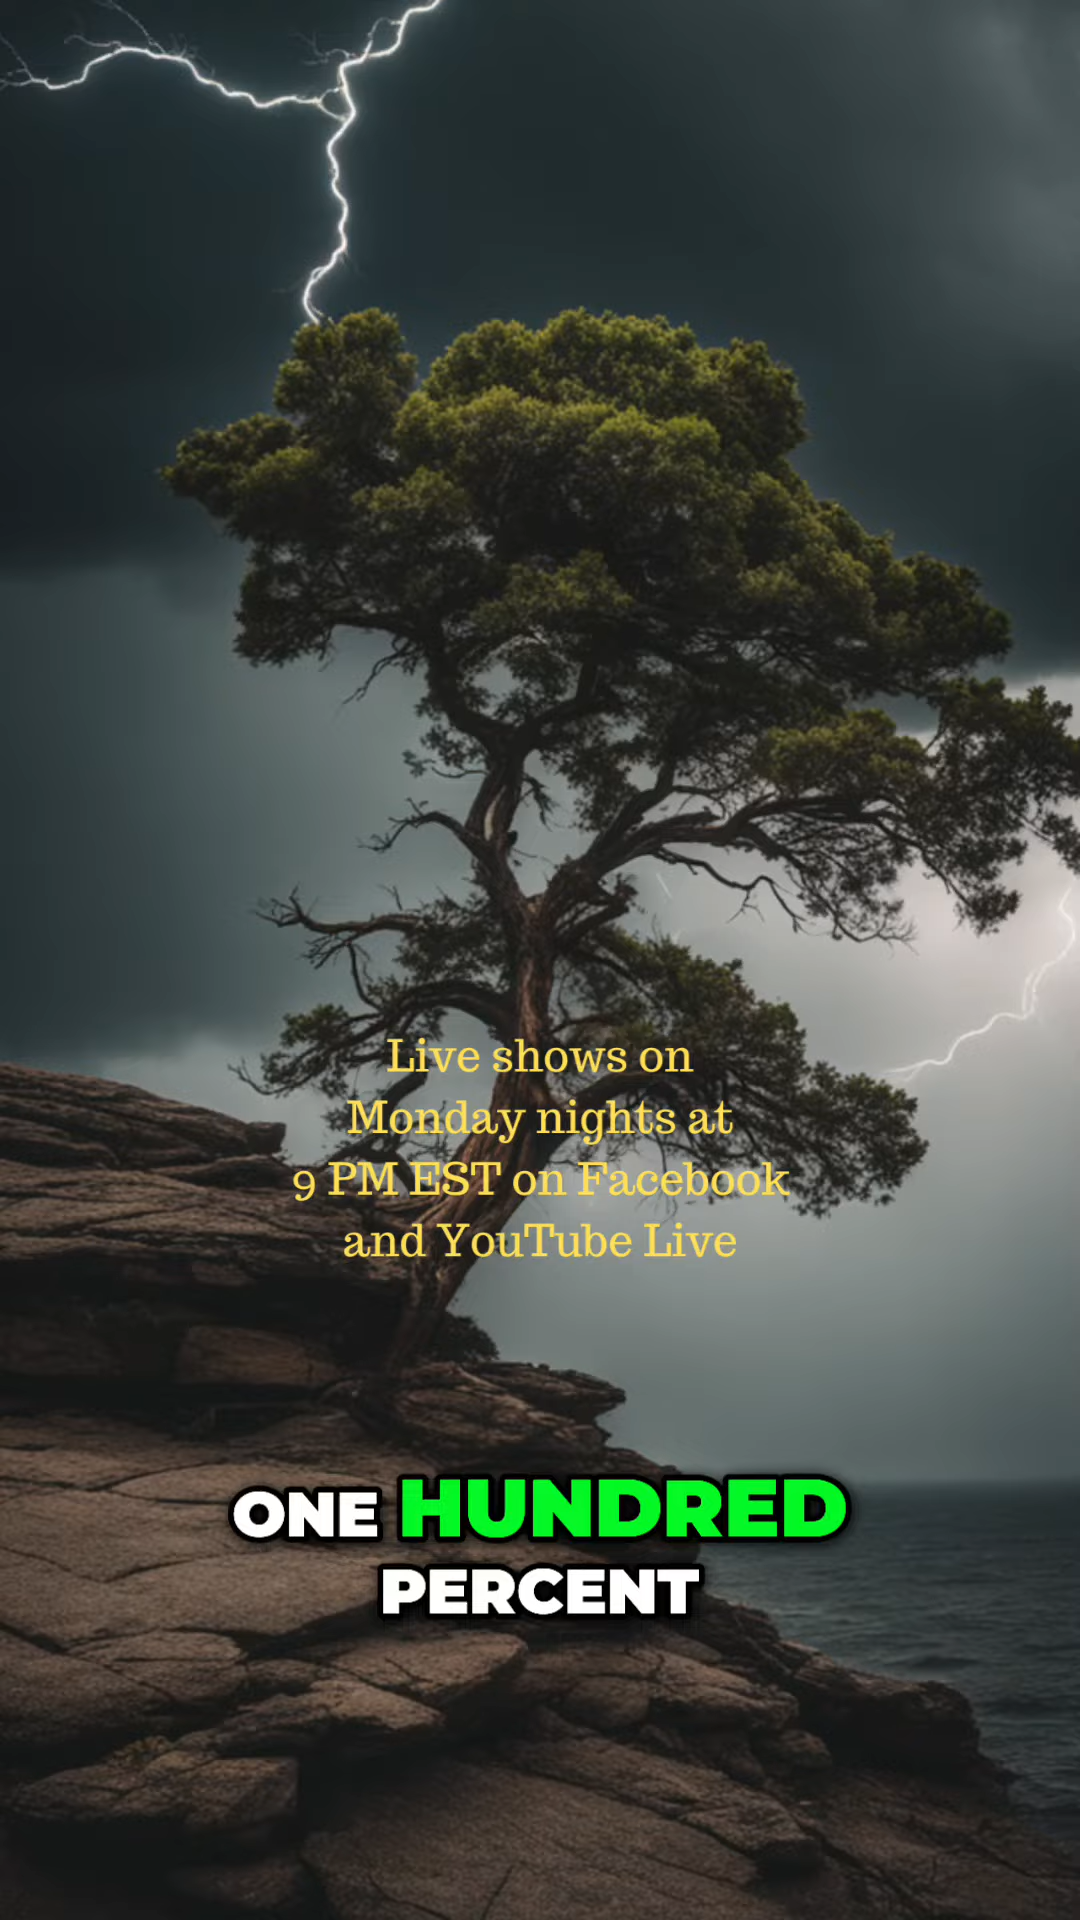 Live shows on
Monday nights at
9 PM EST on Facebook
and YouTube Live
ONE HUNDRED
PERCENT